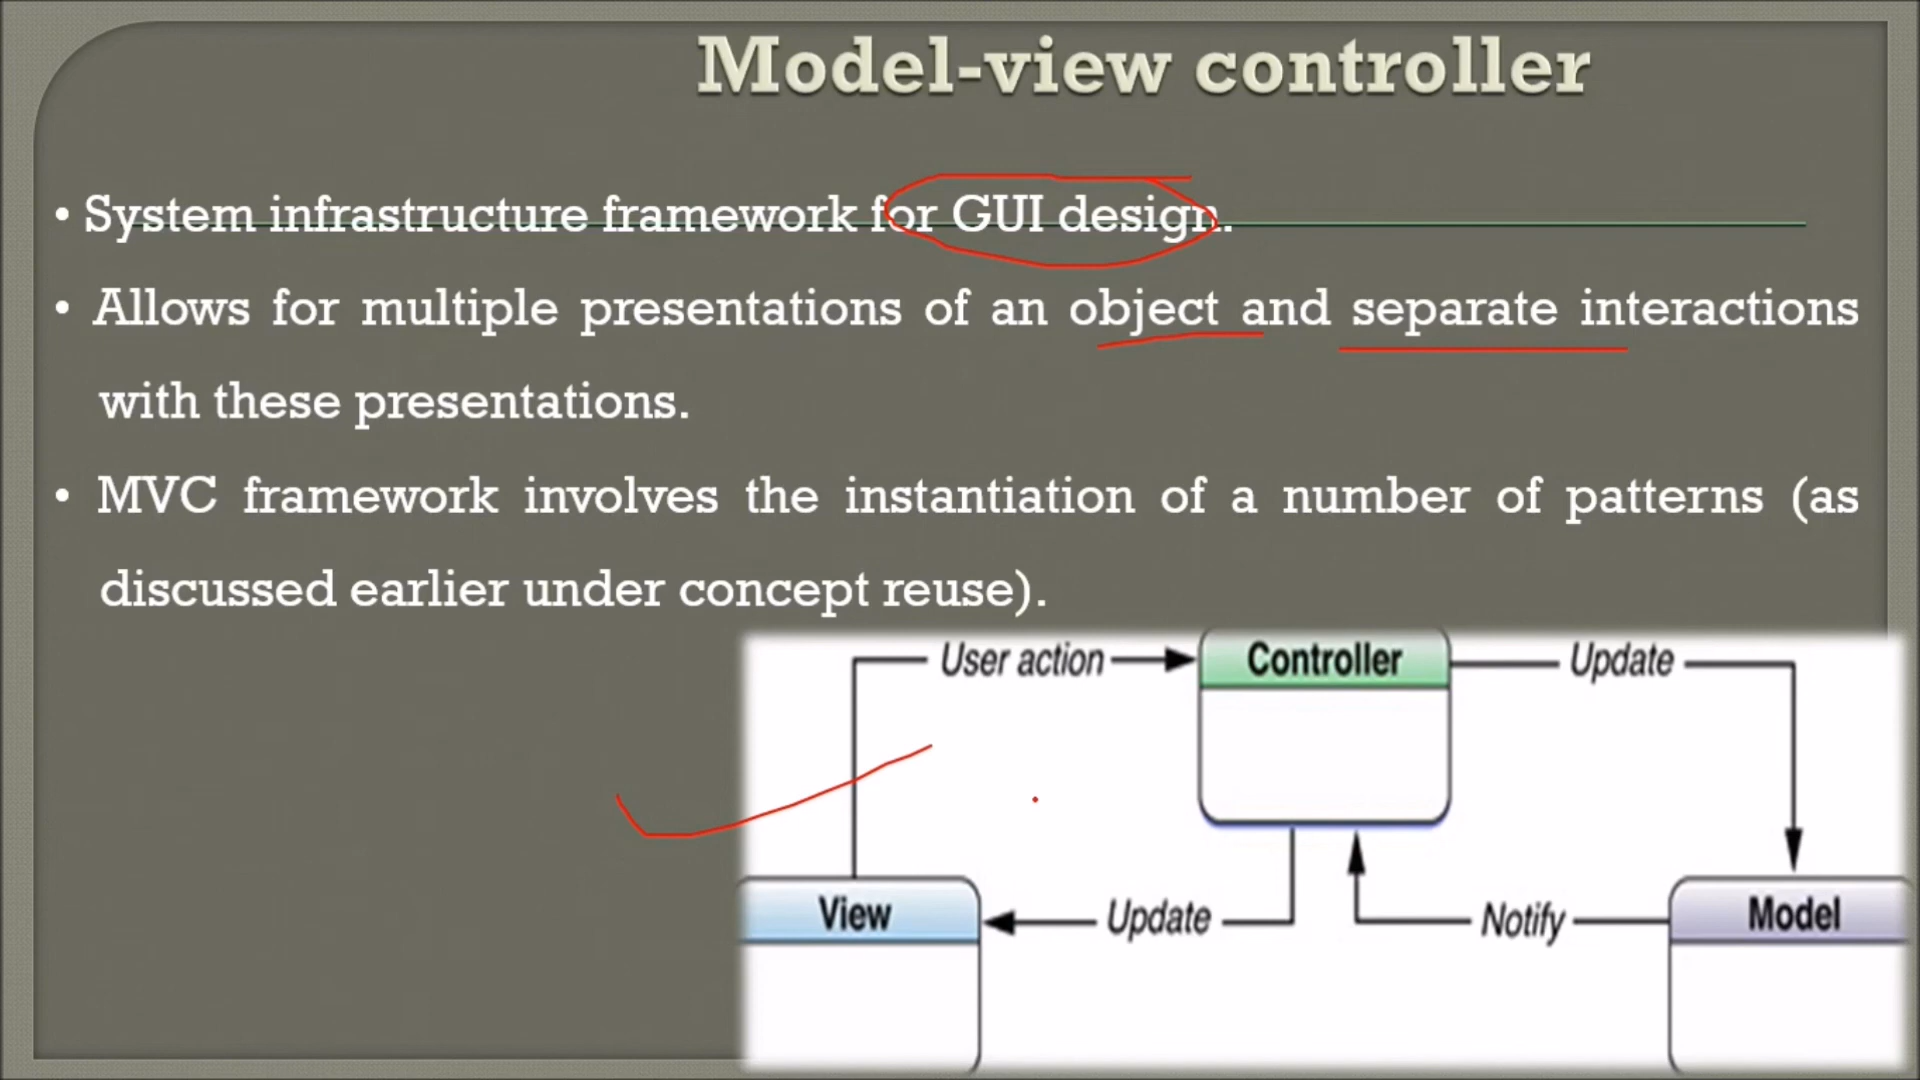 Model-view controller
• System infrastructure framework for GUI design.
• Allows for multiple presentations of an object and separate interactions
with these presentations.
• MVC framework involves the instantiation of a number of patterns (as
discussed earlier under concept reuse).
User action
Controller
Update
View
Update
Notify
Model